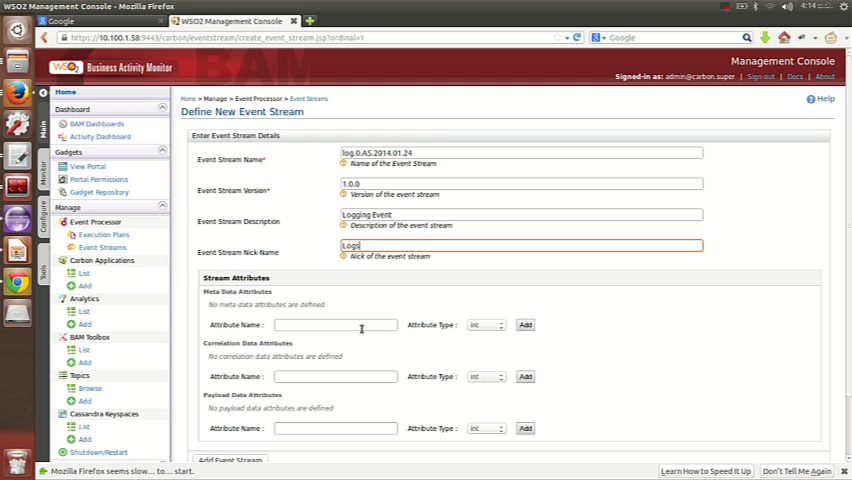 WSO2 Management Console - Mozilla Firefox
4:14
Google
WSO2 Management Console
https://10.100.1.58:9443/carbon/eventstream/create_event_stream.jsp?ordinal=1
Google
WSO2 Business Activity Monitor
BAM
Management Console
Signed-in as: admin@carbon.super
Sign-out
Docs
About
Main
Monitor
Configure
Tools
Home
Dashboard
BAM Dashboards
Activity Dashboard
Gadgets
View Portal
Portal Permissions
Gadget Repository
Manage
Event Processor
Execution Plans
Event Streams
Carbon Applications
List
Add
Analytics
List
Add
BAM Toolbox
List
Add
Topics
Browse
Add
Cassandra Keyspaces
List
Add
Shutdown/Restart
Home > Manage > Event Processor > Event Streams
Help
Define New Event Stream
Enter Event Stream Details
Event Stream Name*
log.0.AS.2014.01.24
Name of the Event Stream
Event Stream Version*
1.0.0
Version of the event stream
Event Stream Description
Logging Event
Description of the event stream
Event Stream Nick-Name
Logs
Nick of the event stream
Stream Attributes
Meta Data Attributes
No meta data attributes are defined
Attribute Name :
Attribute Type :
int
Add
Correlation Data Attributes
No correlation data attributes are defined
Attribute Name :
Attribute Type :
int
Add
Payload Data Attributes
No payload data attributes are defined
Attribute Name :
Attribute Type :
int
Add
Add Event Stream
Mozilla Firefox seems slow... to... start.
Learn How to Speed It Up
Don't Tell Me Again